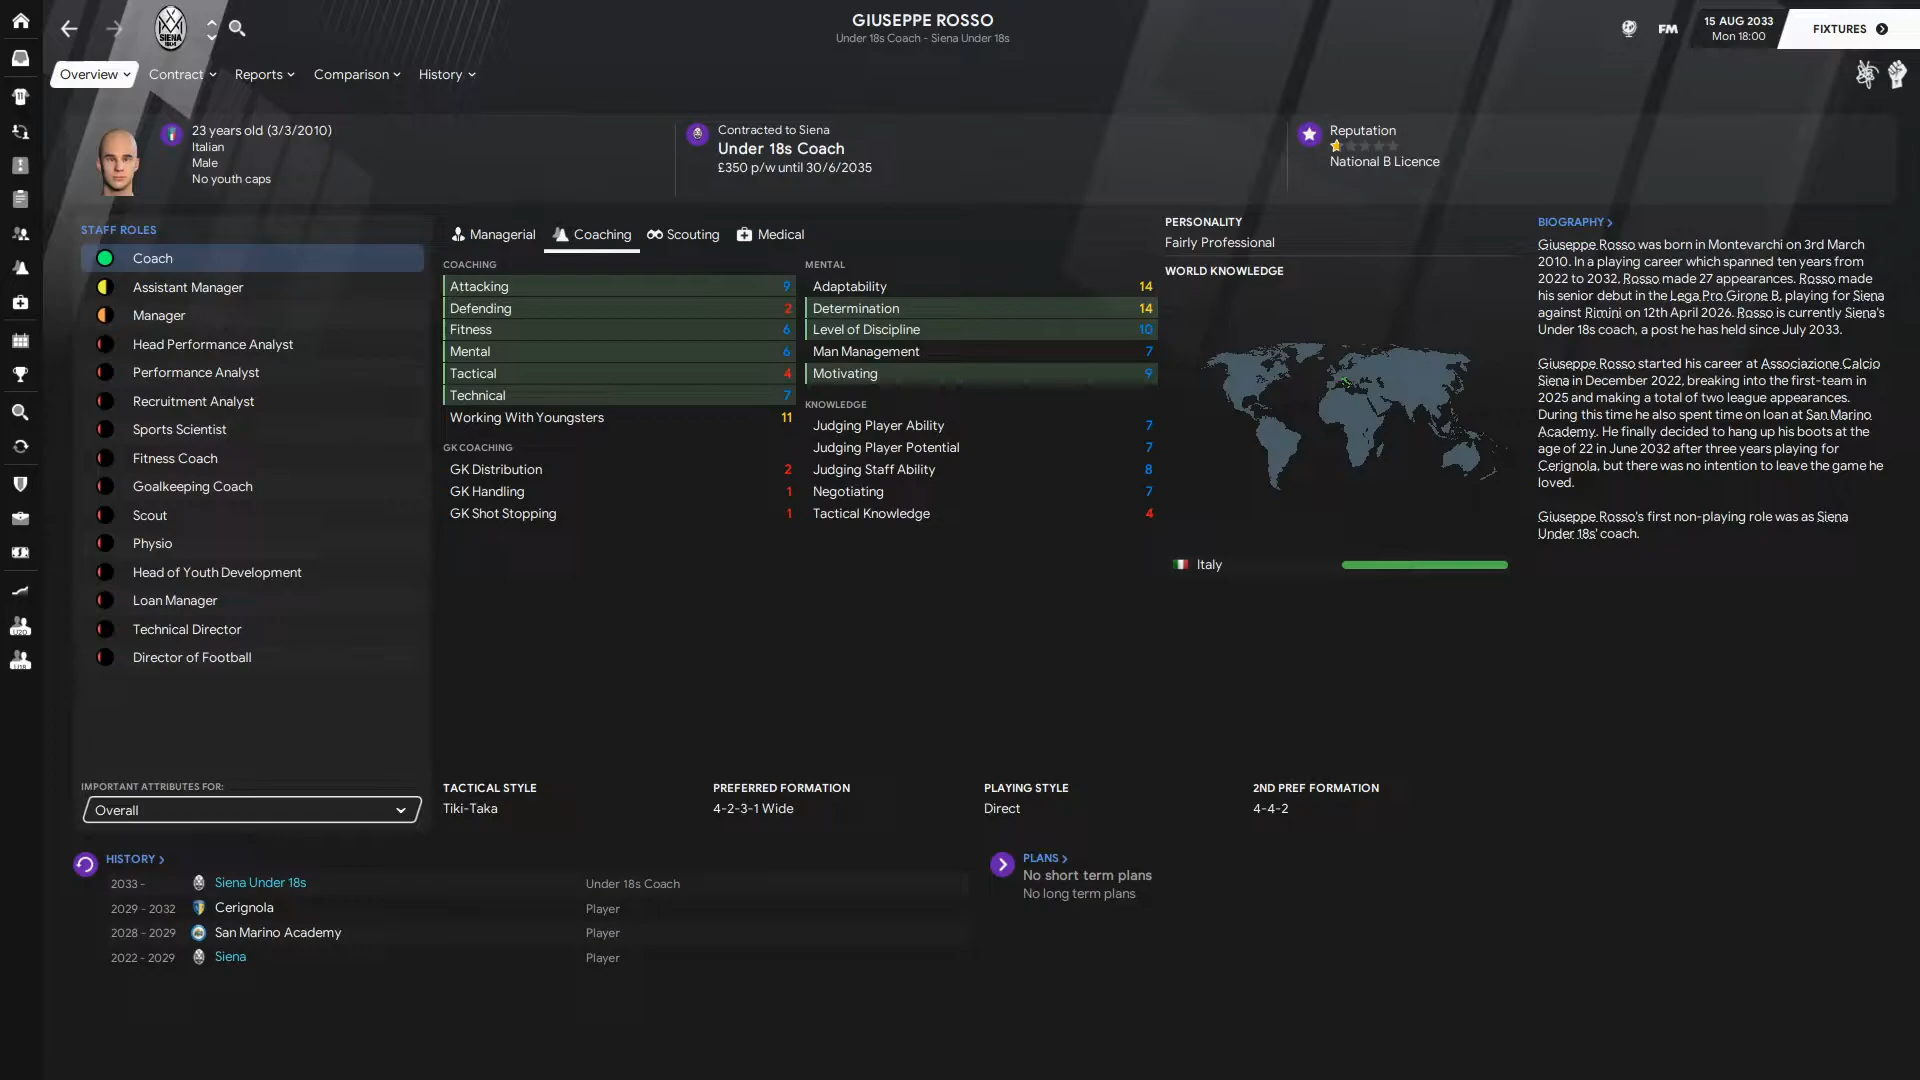 GIUSEPPE ROSSO
Under 18s Coach - Siena Under 18s
SIENA
1904
FM
15 AUG 2033
Mon 18:00
FIXTURES
Overview
Contract
Reports
Comparison
History
23 years old (3/3/2010)
Italian
Male
No youth caps
Contracted to Siena
Under 18s Coach
£350 p/w until 30/6/2035
Reputation
National B Licence
STAFF ROLES
Coach
Assistant Manager
Manager
Head Performance Analyst
Performance Analyst
Recruitment Analyst
Sports Scientist
Fitness Coach
Goalkeeping Coach
Scout
Physio
Head of Youth Development
Loan Manager
Technical Director
Director of Football
IMPORTANT ATTRIBUTES FOR:
Overall
Managerial
Coaching
Scouting
Medical
COACHING
Attacking 9
Defending 2
Fitness 6
Mental 6
Tactical 4
Technical 7
Working With Youngsters 11
GK COACHING
GK Distribution 2
GK Handling 1
GK Shot Stopping 1
MENTAL
Adaptability 14
Determination 14
Level of Discipline 10
Man Management 7
Motivating 9
KNOWLEDGE
Judging Player Ability 7
Judging Player Potential 7
Judging Staff Ability 8
Negotiating 7
Tactical Knowledge 4
PERSONALITY
Fairly Professional
WORLD KNOWLEDGE
Italy
BIOGRAPHY
Giuseppe Rosso was born in Montevarchi on 3rd March
2010. In a playing career which spanned ten years from
2022 to 2032, Rosso made 27 appearances. Rosso made
his senior debut in the Lega Pro Girone B, playing for Siena
against Rimini on 12th April 2026. Rosso is currently Siena's
Under 18s coach, a post he has held since July 2033.
Giuseppe Rosso started his career at Associazione Calcio
Siena in December 2022, breaking into the first-team in
2025 and making a total of two league appearances.
During this time he also spent time on loan at San Marino
Academy. He finally decided to hang up his boots at the
age of 22 in June 2032 after three years playing for
Cerignola, but there was no intention to leave the game he
loved.
Giuseppe Rosso's first non-playing role was as Siena
Under 18s' coach.
TACTICAL STYLE
Tiki-Taka
PREFERRED FORMATION
4-2-3-1 Wide
PLAYING STYLE
Direct
2ND PREF FORMATION
4-4-2
HISTORY
2033 - Siena Under 18s Under 18s Coach
2029 - 2032 Cerignola Player
2028 - 2029 San Marino Academy Player
2022 - 2029 Siena Player
PLANS
No short term plans
No long term plans
U20
U18